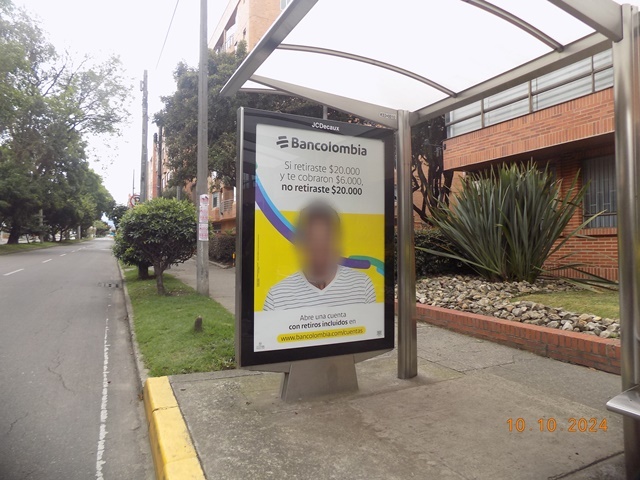 JCDecaux
Bancolombia
Si retiraste $20.000
y te cobraron $6.000,
no retiraste $20.000
Abre una cuenta
con retiros incluidos en
www.bancolombia.com/cuentas
10.10.2024